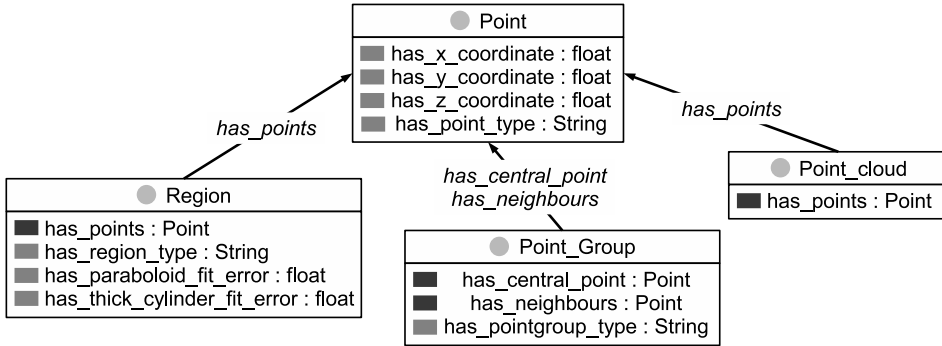 Point
has_x_coordinate : float
has_y_coordinate : float
has_z_coordinate : float
has_point_type : String
has_points
has_points
has_central_point
has_neighbours
Region
has_points : Point
has_region_type : String
has_paraboloid_fit_error : float
has_thick_cylinder_fit_error : float
Point_Group
has_central_point : Point
has_neighbours : Point
has_pointgroup_type : String
Point_cloud
has_points : Point